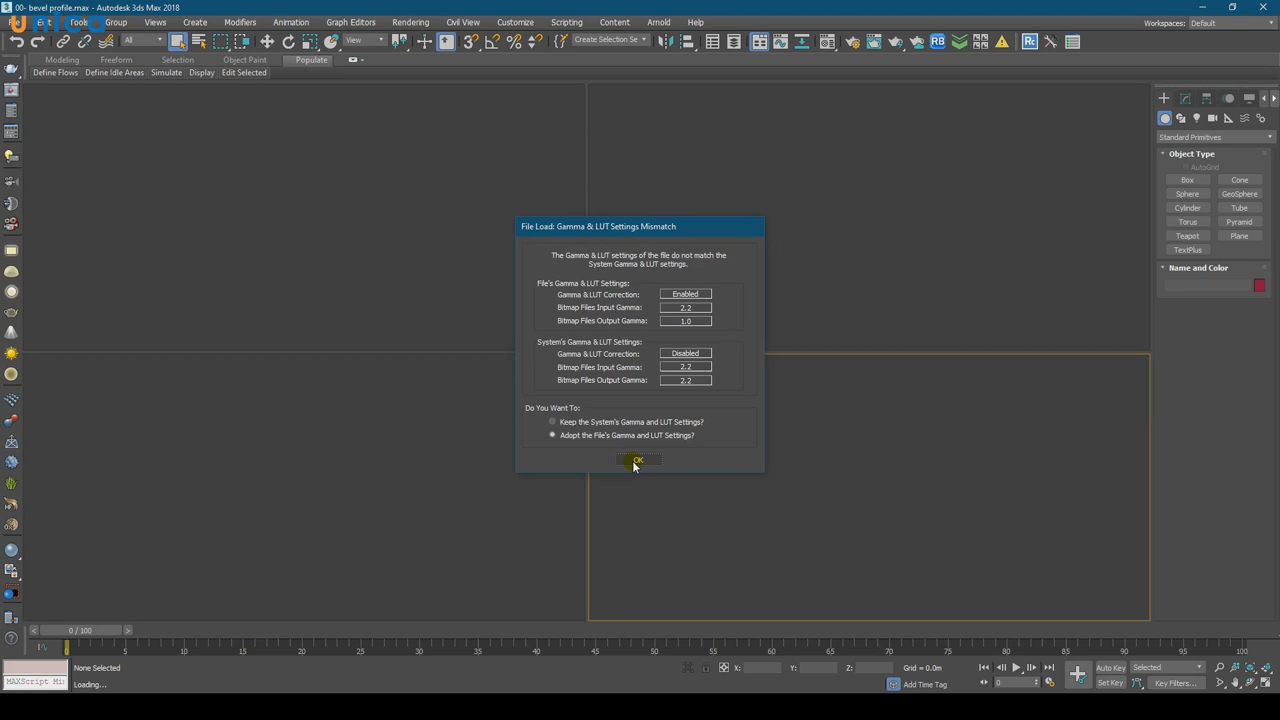 00- bevel profile.max - Autodesk 3ds Max 2018
Tools Group Views Create Modifiers Animation Graph Editors Rendering Civil View Customize Scripting Content Arnold Help
Workspaces: Default
unica
All View Create Selection Se
Modeling Freeform Selection Object Paint Populate
Define Flows Define Idle Areas Simulate Display Edit Selected
Standard Primitives
Object Type
AutoGrid
Box Cone
Sphere GeoSphere
Cylinder Tube
Torus Pyramid
Teapot Plane
TextPlus
Name and Color
File Load: Gamma & LUT Settings Mismatch
The Gamma & LUT settings of the file do not match the
System Gamma & LUT settings.
File's Gamma & LUT Settings:
Gamma & LUT Correction: Enabled
Bitmap Files Input Gamma: 2.2
Bitmap Files Output Gamma: 1.0
System's Gamma & LUT Settings:
Gamma & LUT Correction: Disabled
Bitmap Files Input Gamma: 2.2
Bitmap Files Output Gamma: 2.2
Do You Want To:
Keep the System's Gamma and LUT Settings?
Adopt the File's Gamma and LUT Settings?
OK
0 / 100
0 5 10 15 20 25 30 35 40 45 50 55 60 65 70 75 80 85 90 95 100
None Selected X: Y: Z: Grid = 0.0m Auto Key Selected
MAXScript Mi: Loading... Add Time Tag 0 Set Key Key Filters...